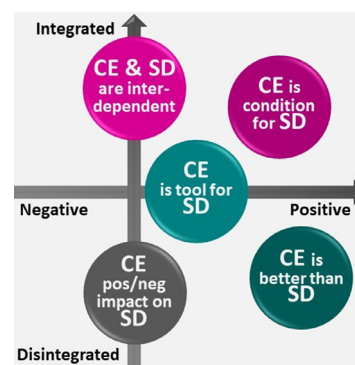 Integrated
CE & SD
are inter-
dependent
CE is
condition
for SD
CE
is tool for
SD
Negative
Positive
CE
pos/neg
impact on
SD
CE is
better than
SD
Disintegrated